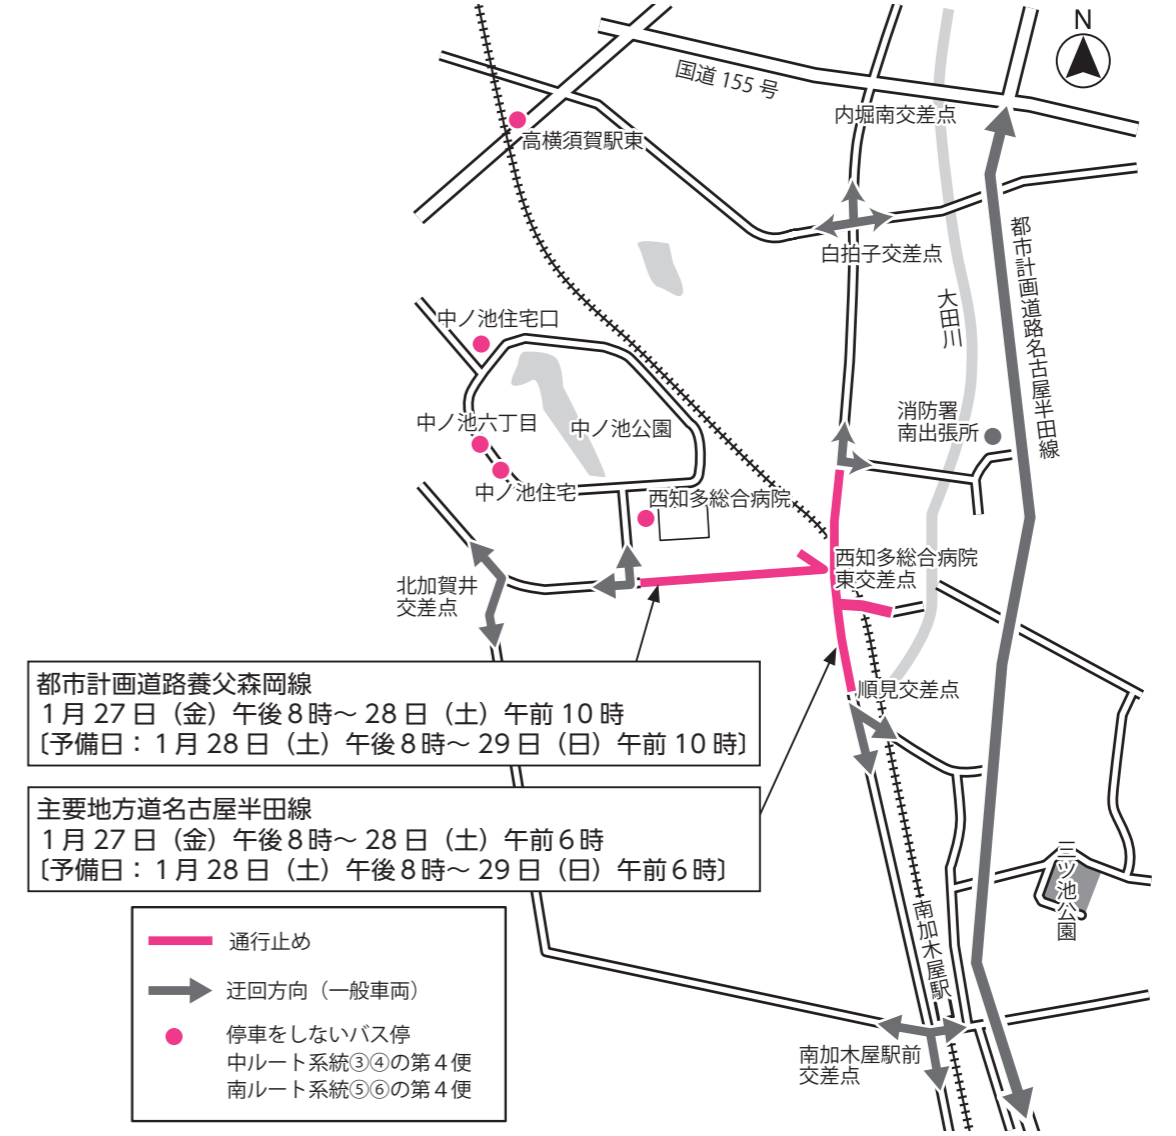 N
国道 155 号
内堀南交差点
高横須賀駅東
白拍子交差点
都市計画道路名古屋半田線
大田川
中ノ池住宅口
消防署
南出張所
中ノ池六丁目
中ノ池公園
中ノ池住宅
西知多総合病院
西知多総合病院
東交差点
北加賀井
交差点
順見交差点
都市計画道路養父森岡線
1月 27 日（金）午後8時～ 28 日（土）午前 10 時
〔予備日：1月 28 日（土）午後8時～ 29 日（日）午前 10 時〕
主要地方道名古屋半田線
1月 27 日（金）午後8時～ 28 日（土）午前6時
〔予備日：1月 28 日（土）午後8時～ 29 日（日）午前6時〕
三ツ池公園
南加木屋駅
通行止め
迂回方向（一般車両）
停車をしないバス停
中ルート系統③④の第4便
南ルート系統⑤⑥の第4便
南加木屋駅前
交差点